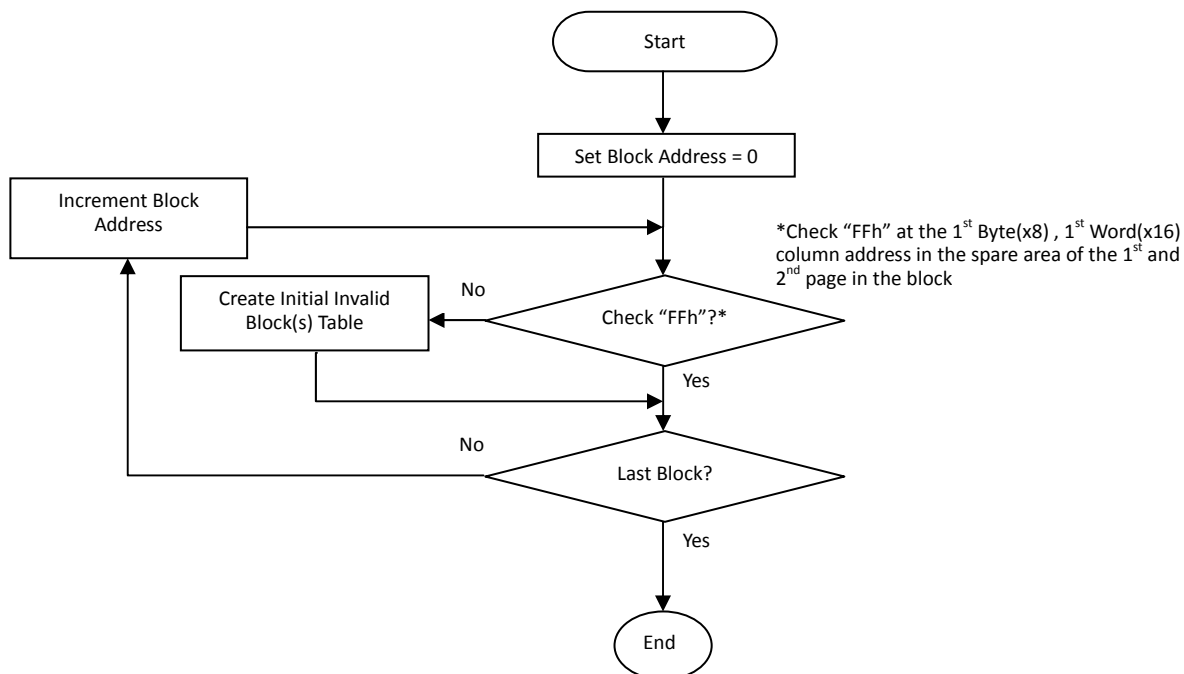 Start
Set Block Address = 0
Increment Block
Address
*Check “FFh” at the 1st Byte(x8) , 1st Word(x16)
column address in the spare area of the 1st and
2nd page in the block
No
Create Initial Invalid
Block(s) Table
Check “FFh”?*
Yes
No
Last Block?
Yes
End